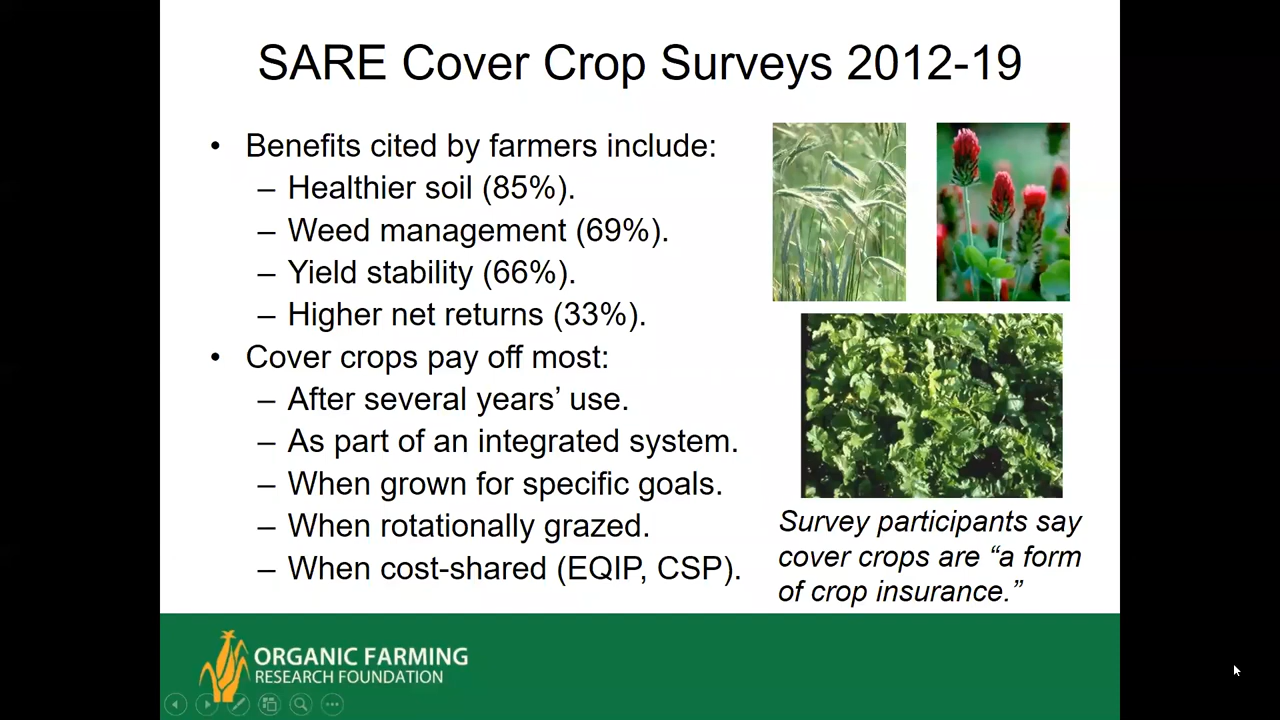 SARE Cover Crop Surveys 2012-19
• Benefits cited by farmers include:
– Healthier soil (85%).
– Weed management (69%).
– Yield stability (66%).
– Higher net returns (33%).
• Cover crops pay off most:
– After several years’ use.
– As part of an integrated system.
– When grown for specific goals.
– When rotationally grazed.
– When cost-shared (EQIP, CSP).
Survey participants say
cover crops are “a form
of crop insurance.”
ORGANIC FARMING
RESEARCH FOUNDATION